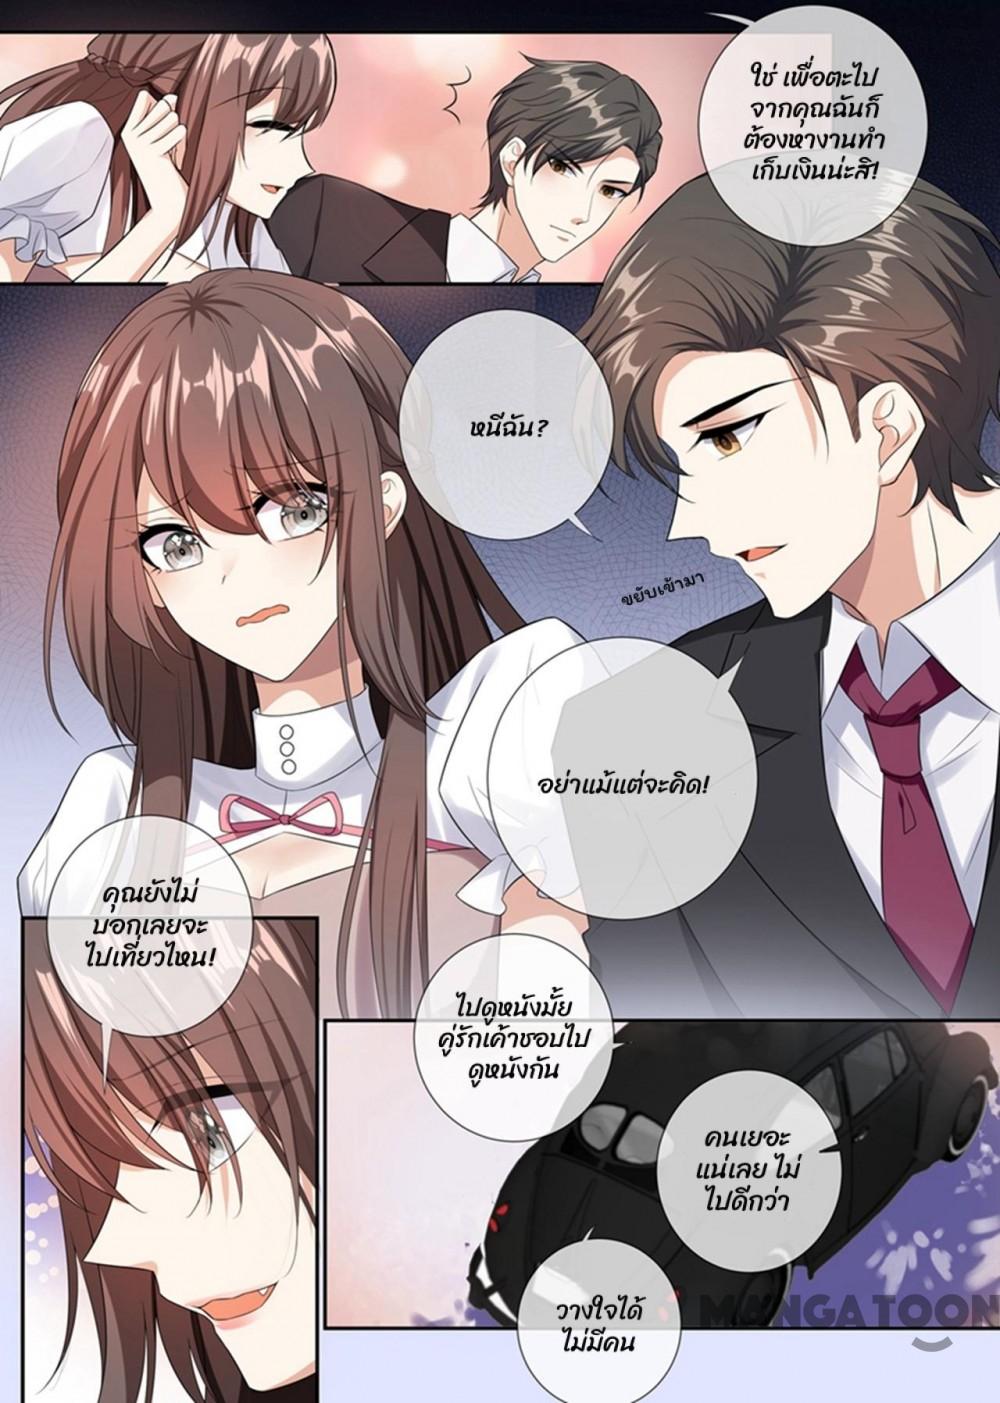 ใช่ เพื่อตะไป
จากคุณฉันก็
ต้องหางานทำ
เก็บเงินน่ะสิ!
หนีฉัน?
ขยับเข้ามา
อย่าแม้แต่จะคิด!
คุณยังไม่
บอกเลยจะ
ไปเที่ยวไหน!
ไปดูหนังมั้ย
คู่รักเค้าชอบไป
ดูหนังกัน
คนเยอะ
แน่เลย ไม่
ไปดีกว่า
วางใจได้
ไม่มีคน
MANGATOON